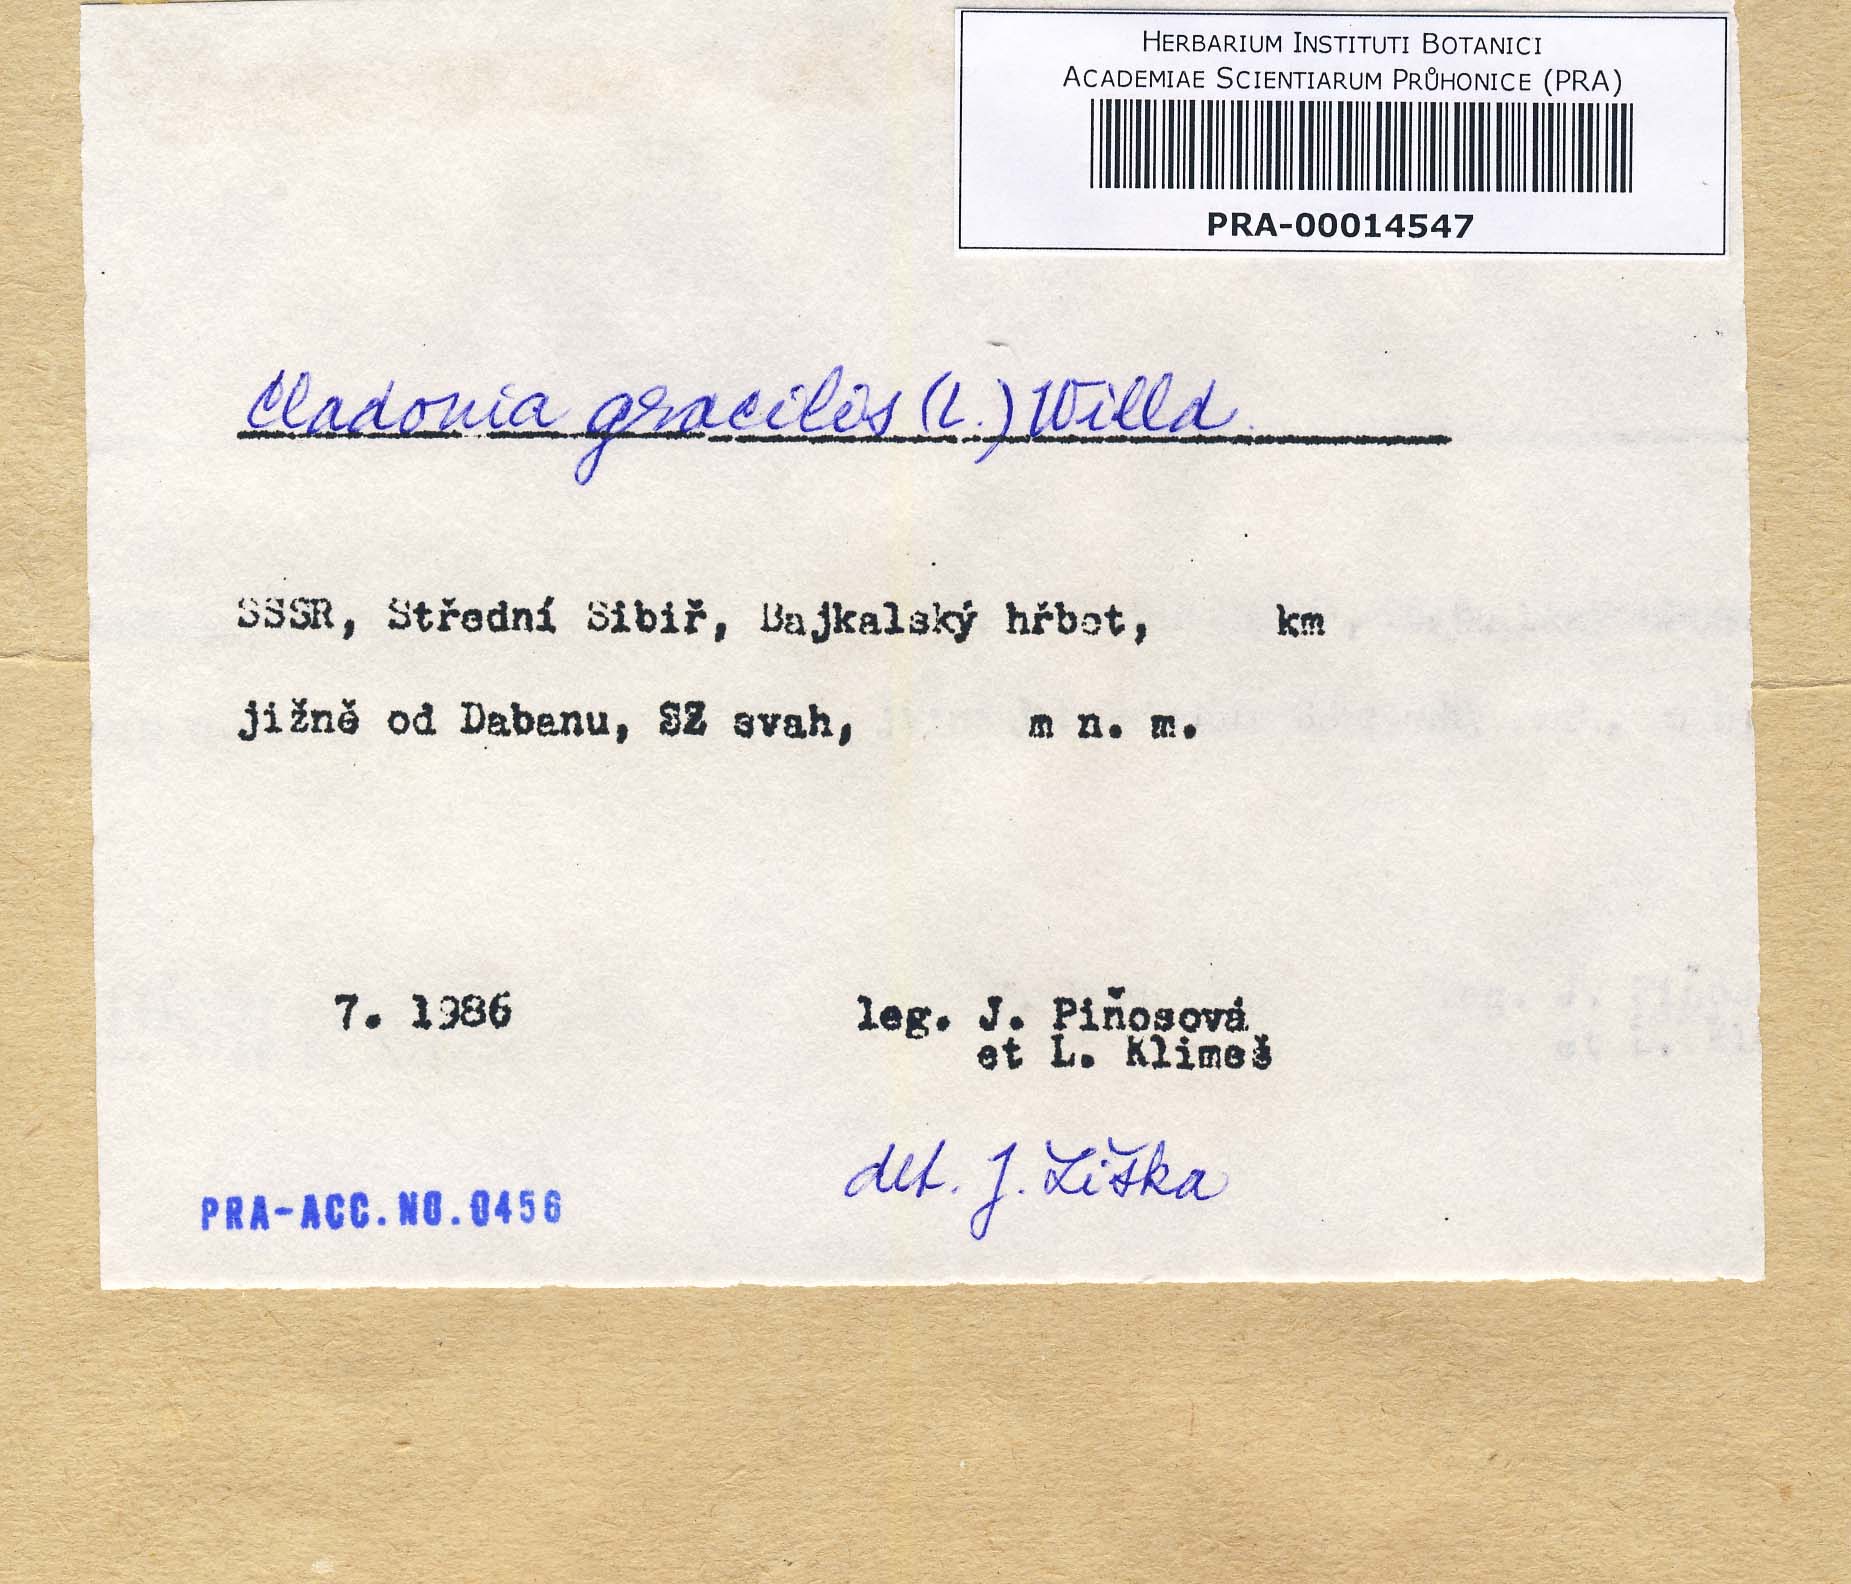 HERBARIUM INSTITUTI BOTANICI
ACADEMIAE SCIENTIARUM PRŮHONICE (PRA)
PRA-00014547
Cladonia gracilis (L.) Willd.
SSSR, Střední Sibiř, Bajkalský hřbet, km
jižně od Dabanu, SZ svah, m n. m.
7. 1986
leg. J. Piňosová
et L. Klimeš
det. J. Liška
PRA-ACC.NO.0456